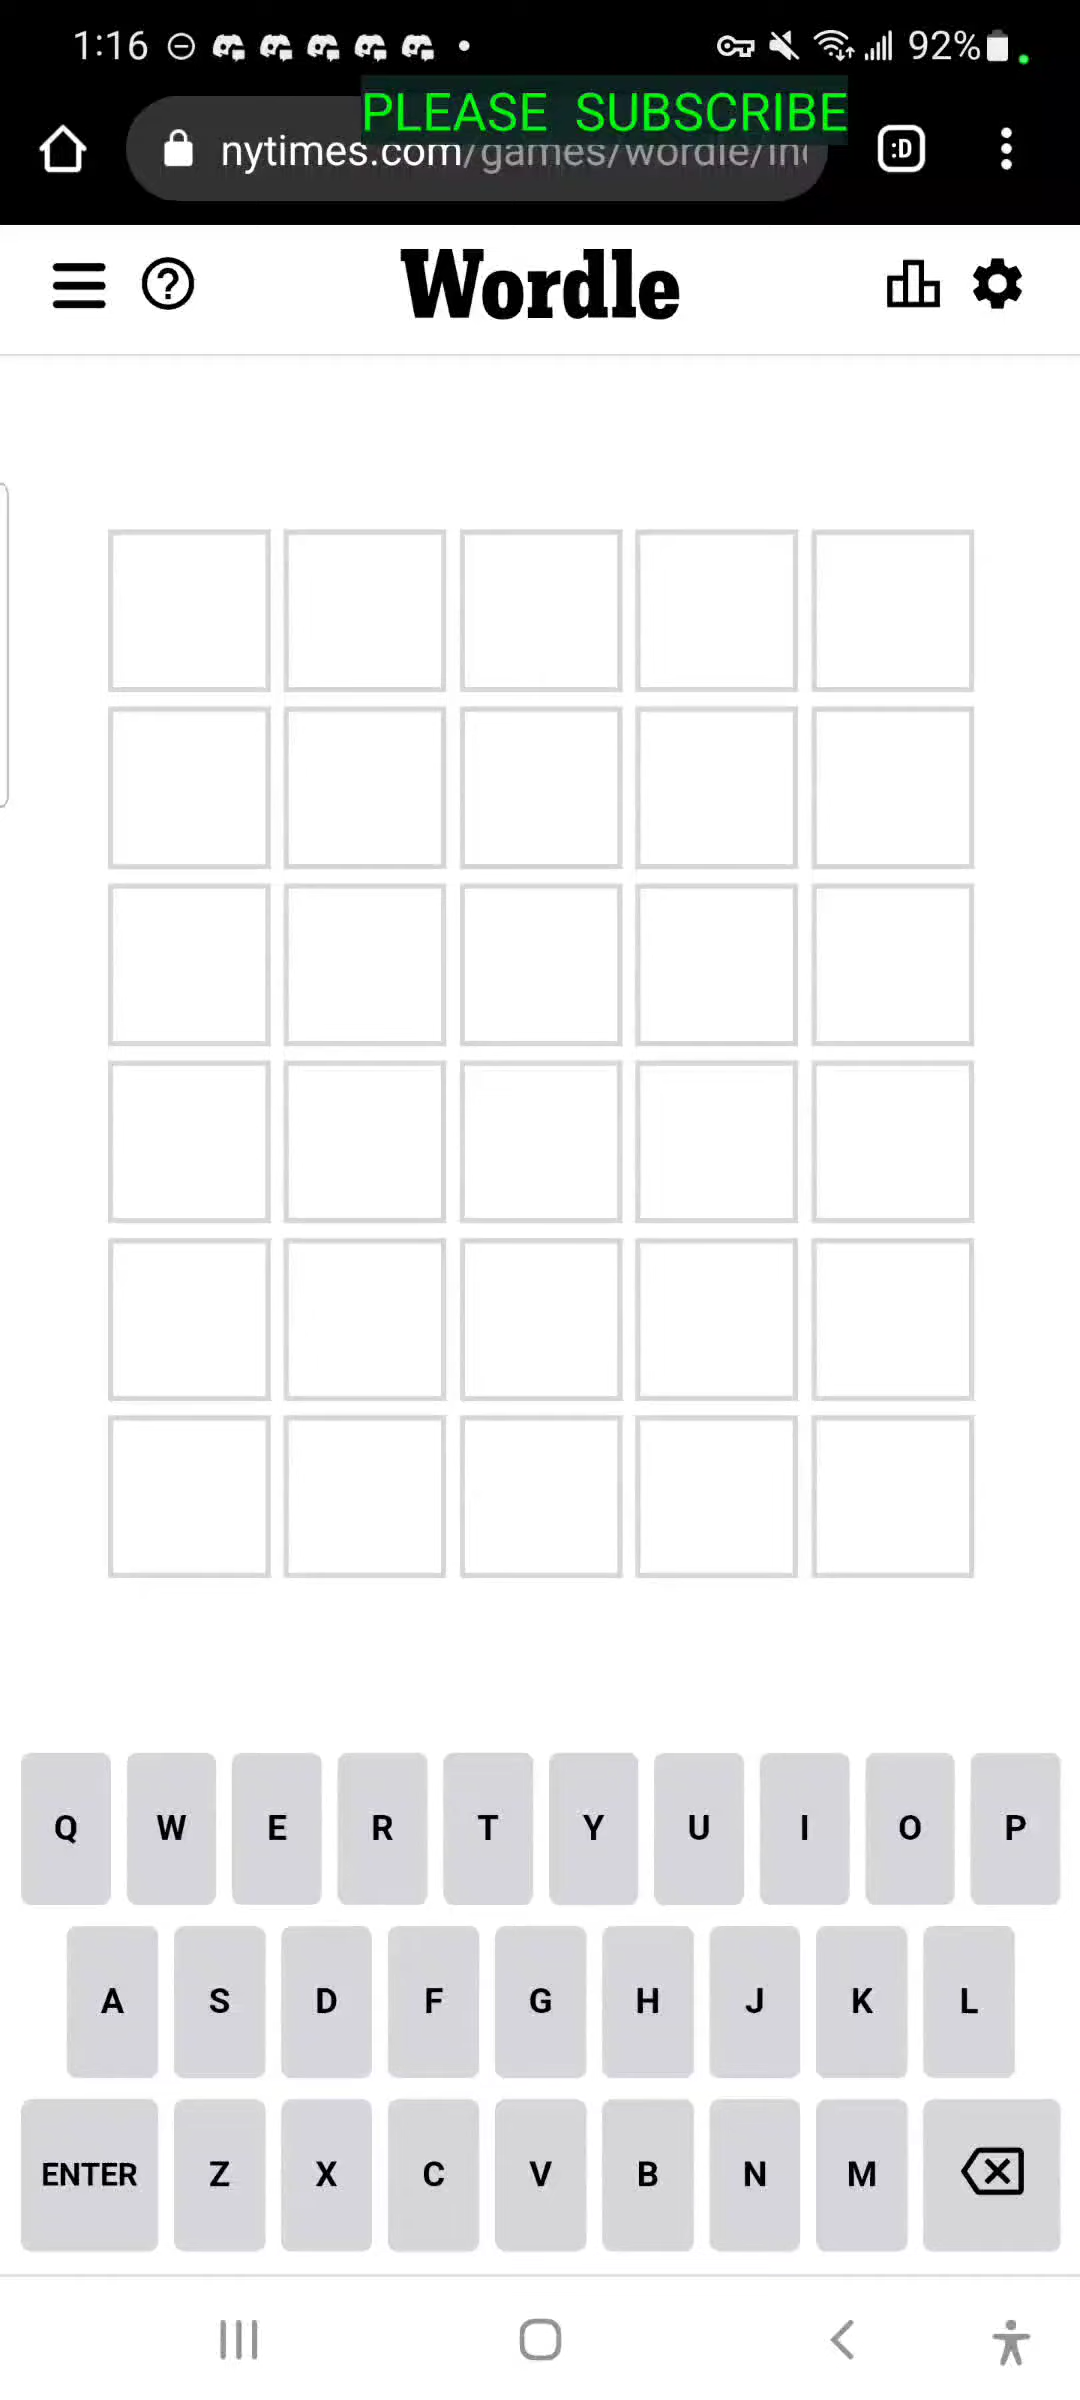 1:16 92%
PLEASE SUBSCRIBE
:D
nytimes.com/games/wordle/in
Wordle
Q W E R T Y U I O P
A S D F G H J K L
ENTER Z X C V B N M